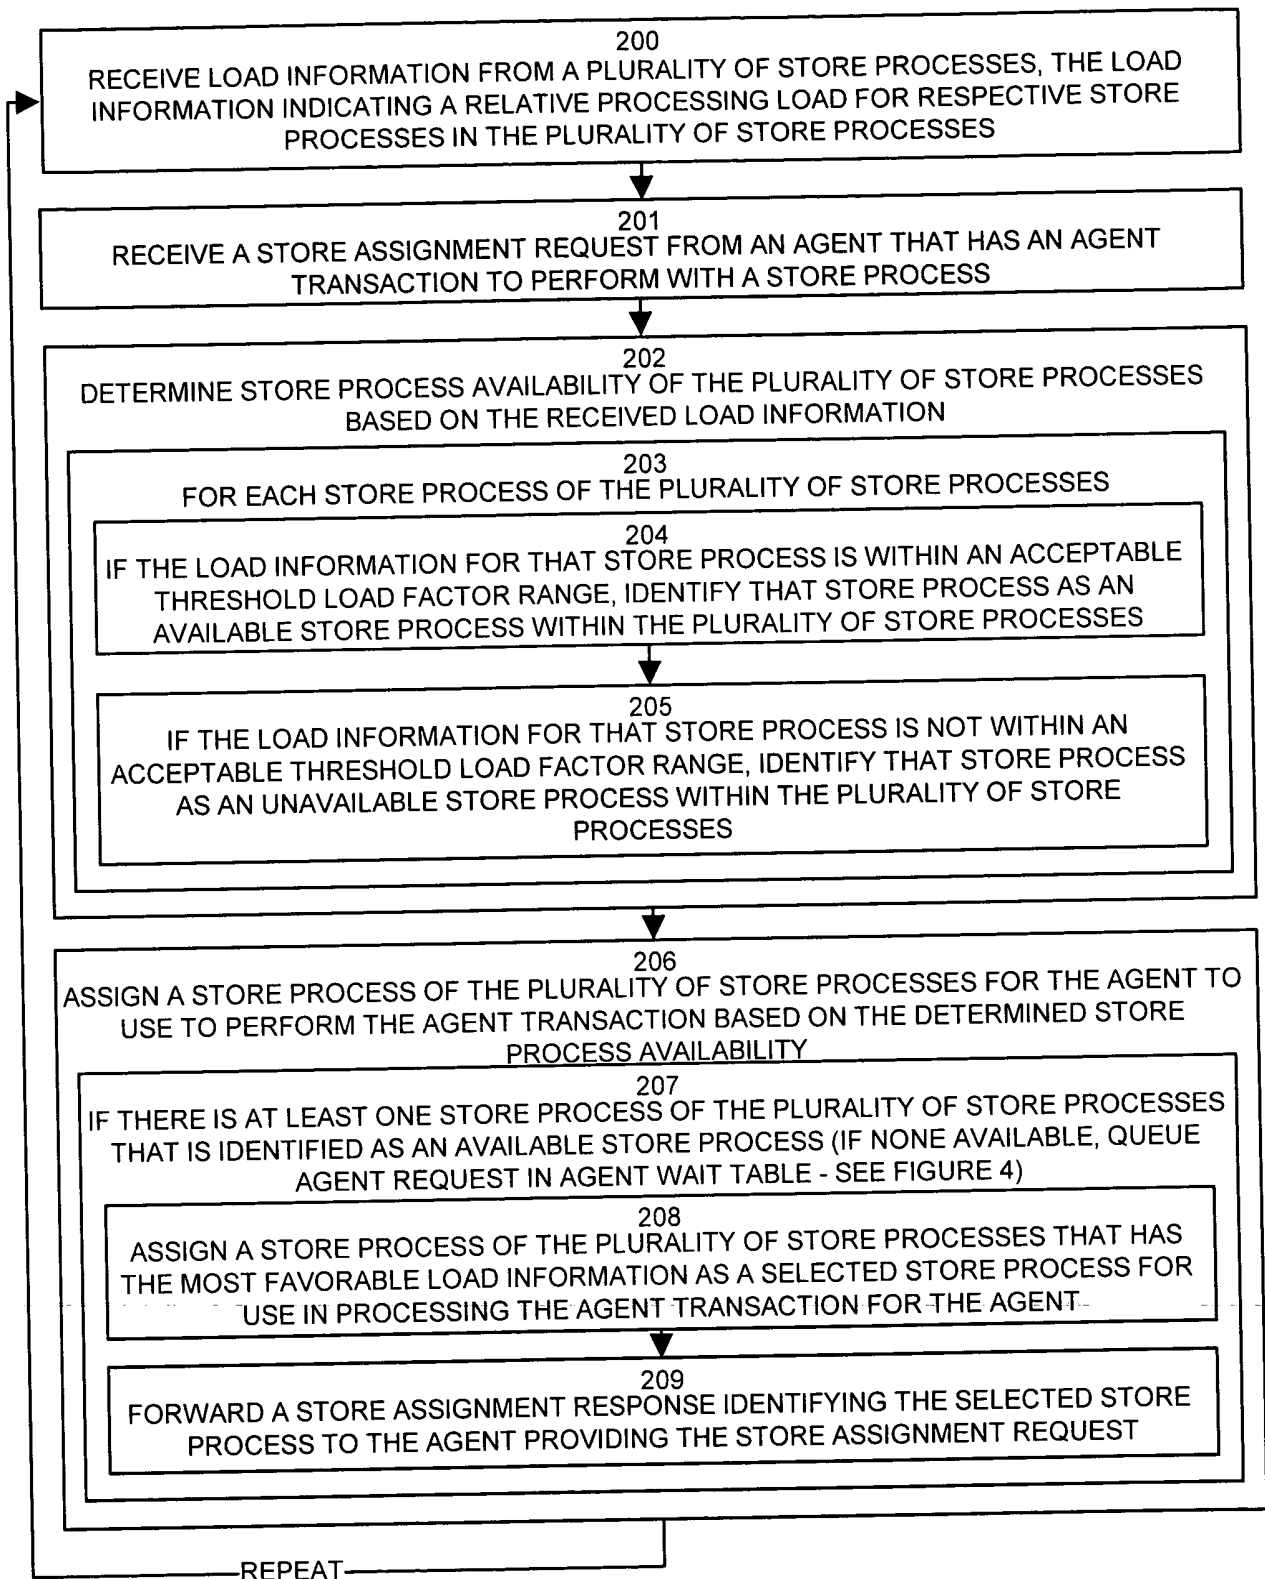 200
RECEIVE LOAD INFORMATION FROM A PLURALITY OF STORE PROCESSES, THE LOAD
INFORMATION INDICATING A RELATIVE PROCESSING LOAD FOR RESPECTIVE STORE
PROCESSES IN THE PLURALITY OF STORE PROCESSES
201
RECEIVE A STORE ASSIGNMENT REQUEST FROM AN AGENT THAT HAS AN AGENT
TRANSACTION TO PERFORM WITH A STORE PROCESS
202
DETERMINE STORE PROCESS AVAILABILITY OF THE PLURALITY OF STORE PROCESSES
BASED ON THE RECEIVED LOAD INFORMATION
203
FOR EACH STORE PROCESS OF THE PLURALITY OF STORE PROCESSES
204
IF THE LOAD INFORMATION FOR THAT STORE PROCESS IS WITHIN AN ACCEPTABLE
THRESHOLD LOAD FACTOR RANGE, IDENTIFY THAT STORE PROCESS AS AN
AVAILABLE STORE PROCESS WITHIN THE PLURALITY OF STORE PROCESSES
205
IF THE LOAD INFORMATION FOR THAT STORE PROCESS IS NOT WITHIN AN
ACCEPTABLE THRESHOLD LOAD FACTOR RANGE, IDENTIFY THAT STORE PROCESS
AS AN UNAVAILABLE STORE PROCESS WITHIN THE PLURALITY OF STORE
PROCESSES
206
ASSIGN A STORE PROCESS OF THE PLURALITY OF STORE PROCESSES FOR THE AGENT TO
USE TO PERFORM THE AGENT TRANSACTION BASED ON THE DETERMINED STORE
PROCESS AVAILABILITY
207
IF THERE IS AT LEAST ONE STORE PROCESS OF THE PLURALITY OF STORE PROCESSES
THAT IS IDENTIFIED AS AN AVAILABLE STORE PROCESS (IF NONE AVAILABLE, QUEUE
AGENT REQUEST IN AGENT WAIT TABLE - SEE FIGURE 4)
208
ASSIGN A STORE PROCESS OF THE PLURALITY OF STORE PROCESSES THAT HAS
THE MOST FAVORABLE LOAD INFORMATION AS A SELECTED STORE PROCESS FOR
USE IN PROCESSING THE AGENT TRANSACTION FOR THE AGENT
209
FORWARD A STORE ASSIGNMENT RESPONSE IDENTIFYING THE SELECTED STORE
PROCESS TO THE AGENT PROVIDING THE STORE ASSIGNMENT REQUEST
REPEAT